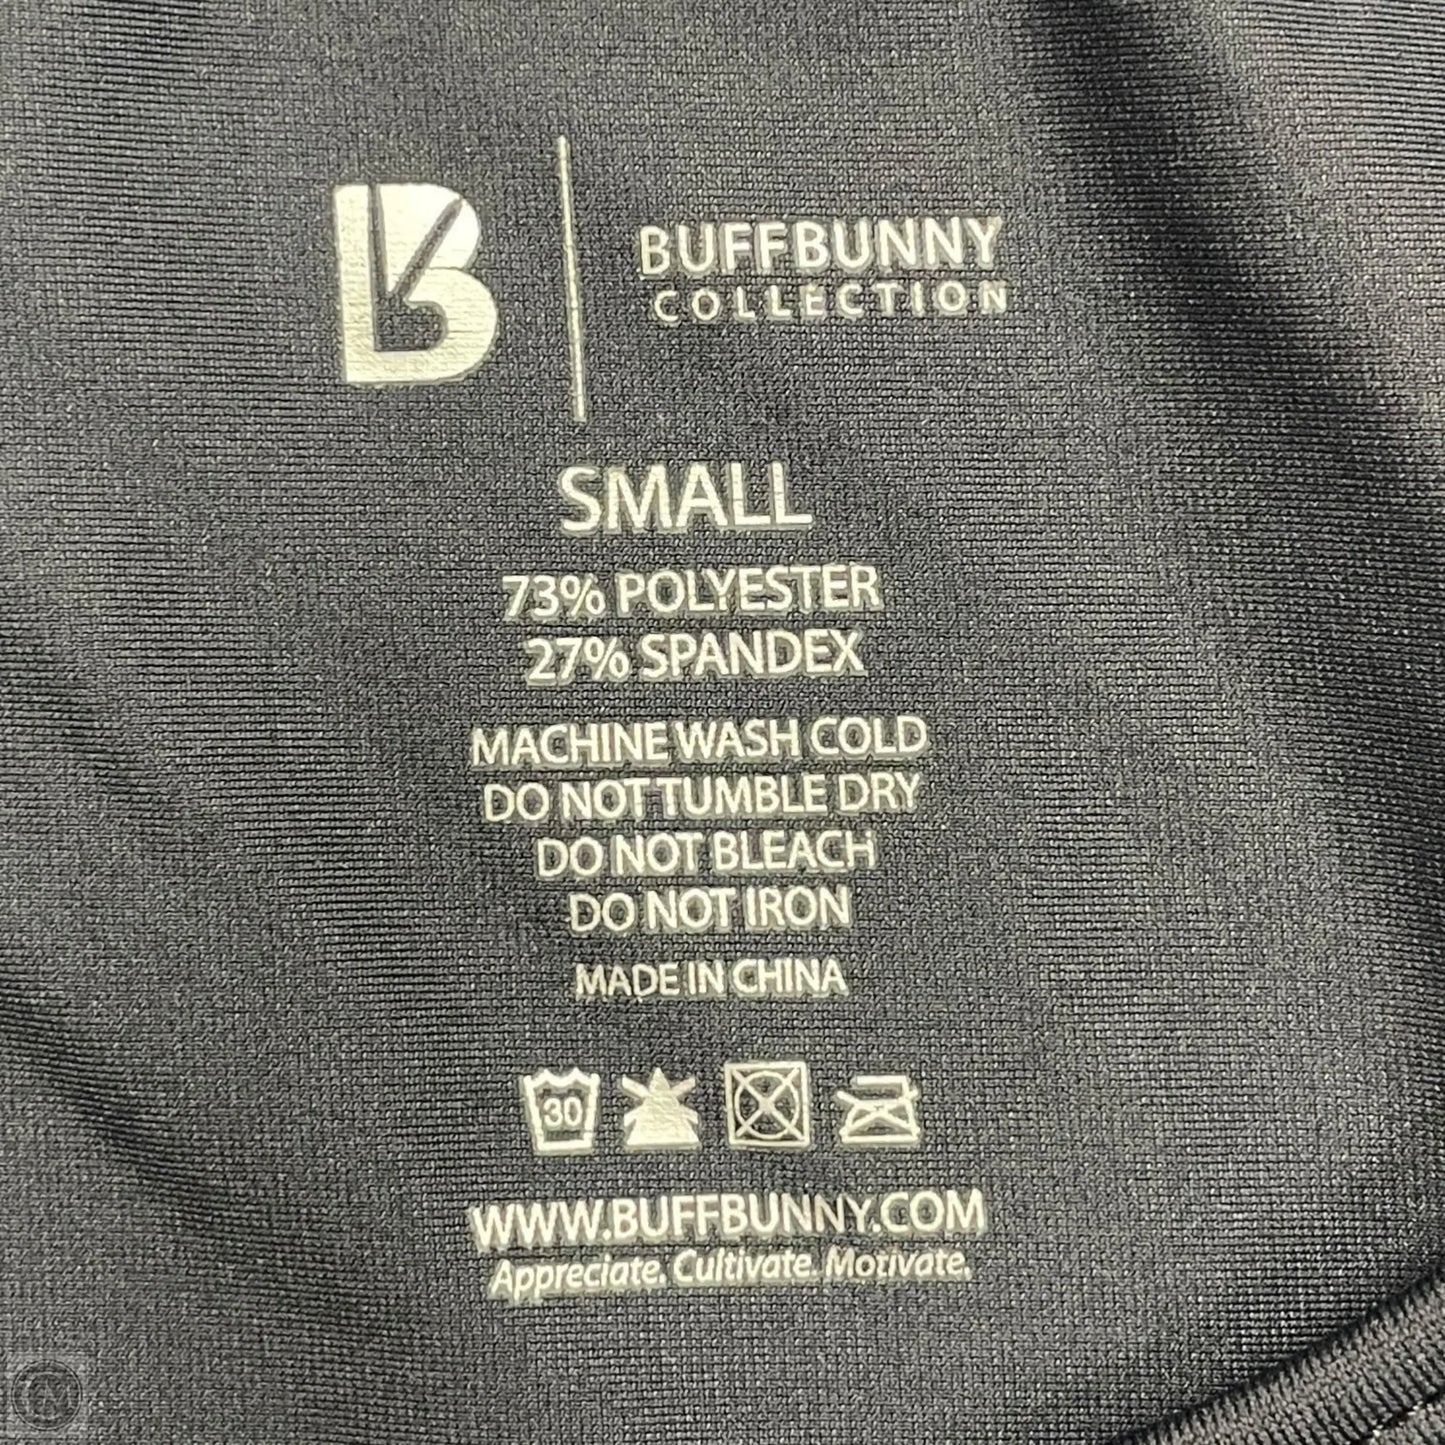 B
BUFFBUNNY
COLLECTION
SMALL
73% POLYESTER
27% SPANDEX
MACHINE WASH COLD
DO NOT TUMBLE DRY
DO NOT BLEACH
DO NOT IRON
MADE IN CHINA
30
WWW.BUFFBUNNY.COM
Appreciate. Cultivate. Motivate.